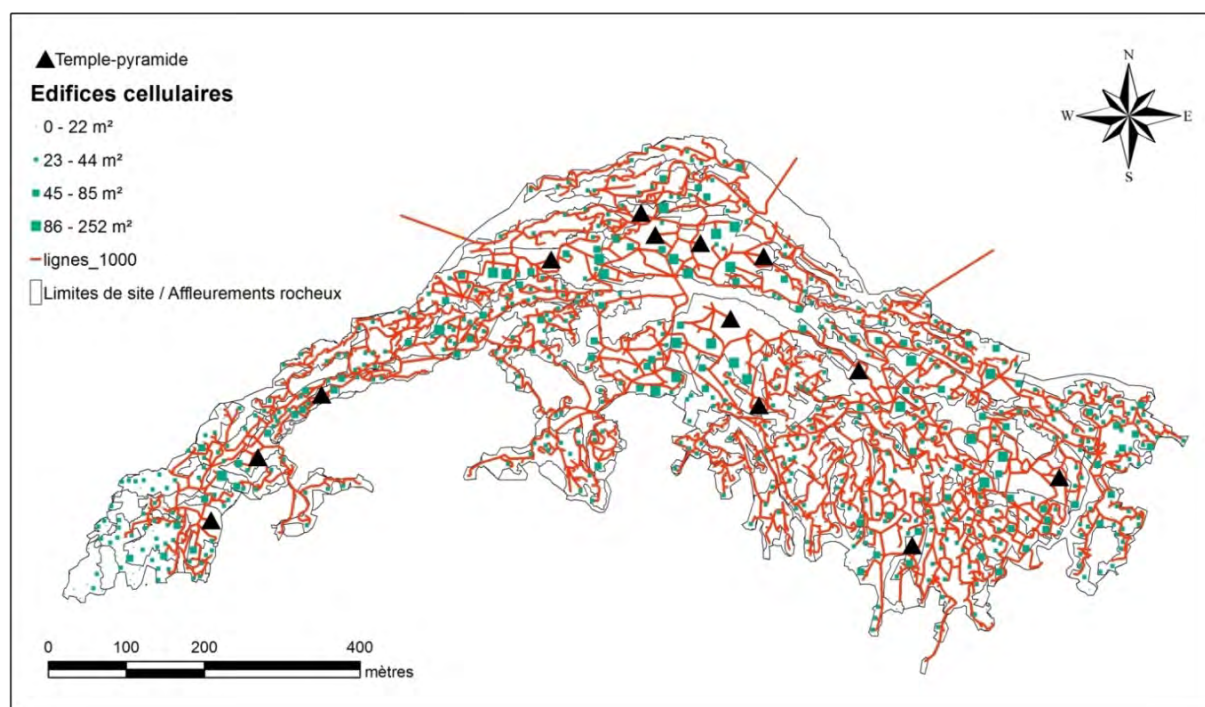 Temple-pyramide
Edifices cellulaires
0 - 22 m²
23 - 44 m²
45 - 85 m²
86 - 252 m²
lignes_1000
Limites de site / Affleurements rocheux
N
W E
S
0 100 200 400
mètres